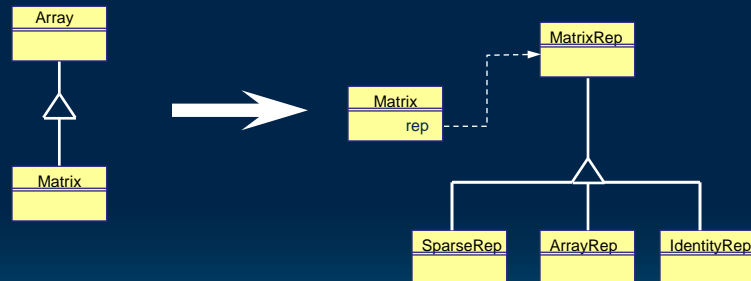 Array
Matrix
MatrixRep
Matrix
rep
SparseRep
ArrayRep
IdentityRep